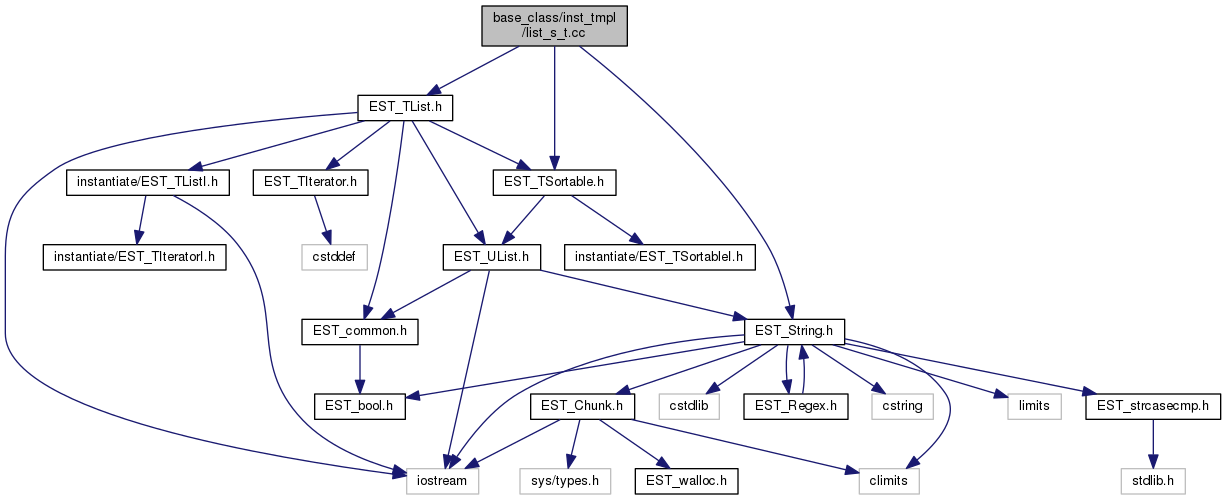 base_class/inst_tmpl
/list_s_t.cc
EST_TList.h
instantiate/EST_TListI.h
EST_TIterator.h
EST_TSortable.h
instantiate/EST_TIteratorI.h
cstddef
EST_UList.h
instantiate/EST_TSortableI.h
EST_common.h
EST_String.h
EST_bool.h
EST_Chunk.h
cstdlib
EST_Regex.h
cstring
limits
EST_strcasecmp.h
iostream
sys/types.h
EST_walloc.h
climits
stdlib.h